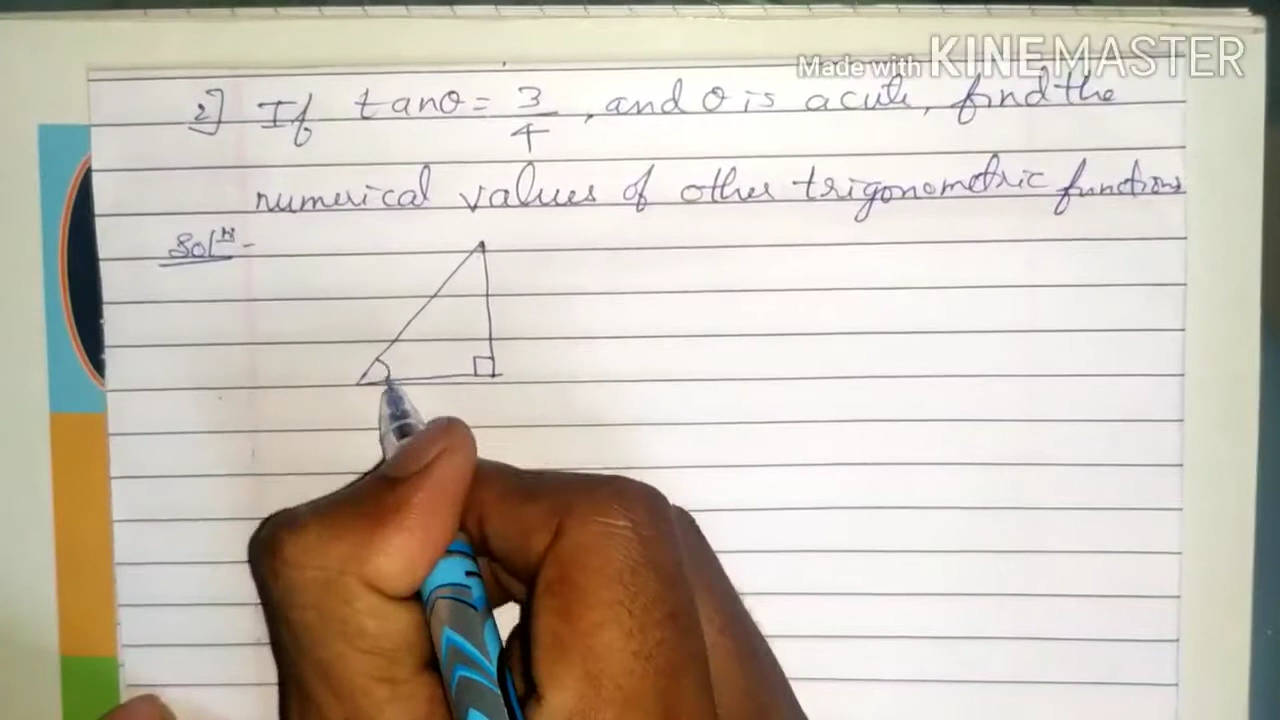 Made with KINEMASTER
2] If tanθ = 3/4, and θ is acute, find the
numerical values of other trigonometric functions
Solⁿ -